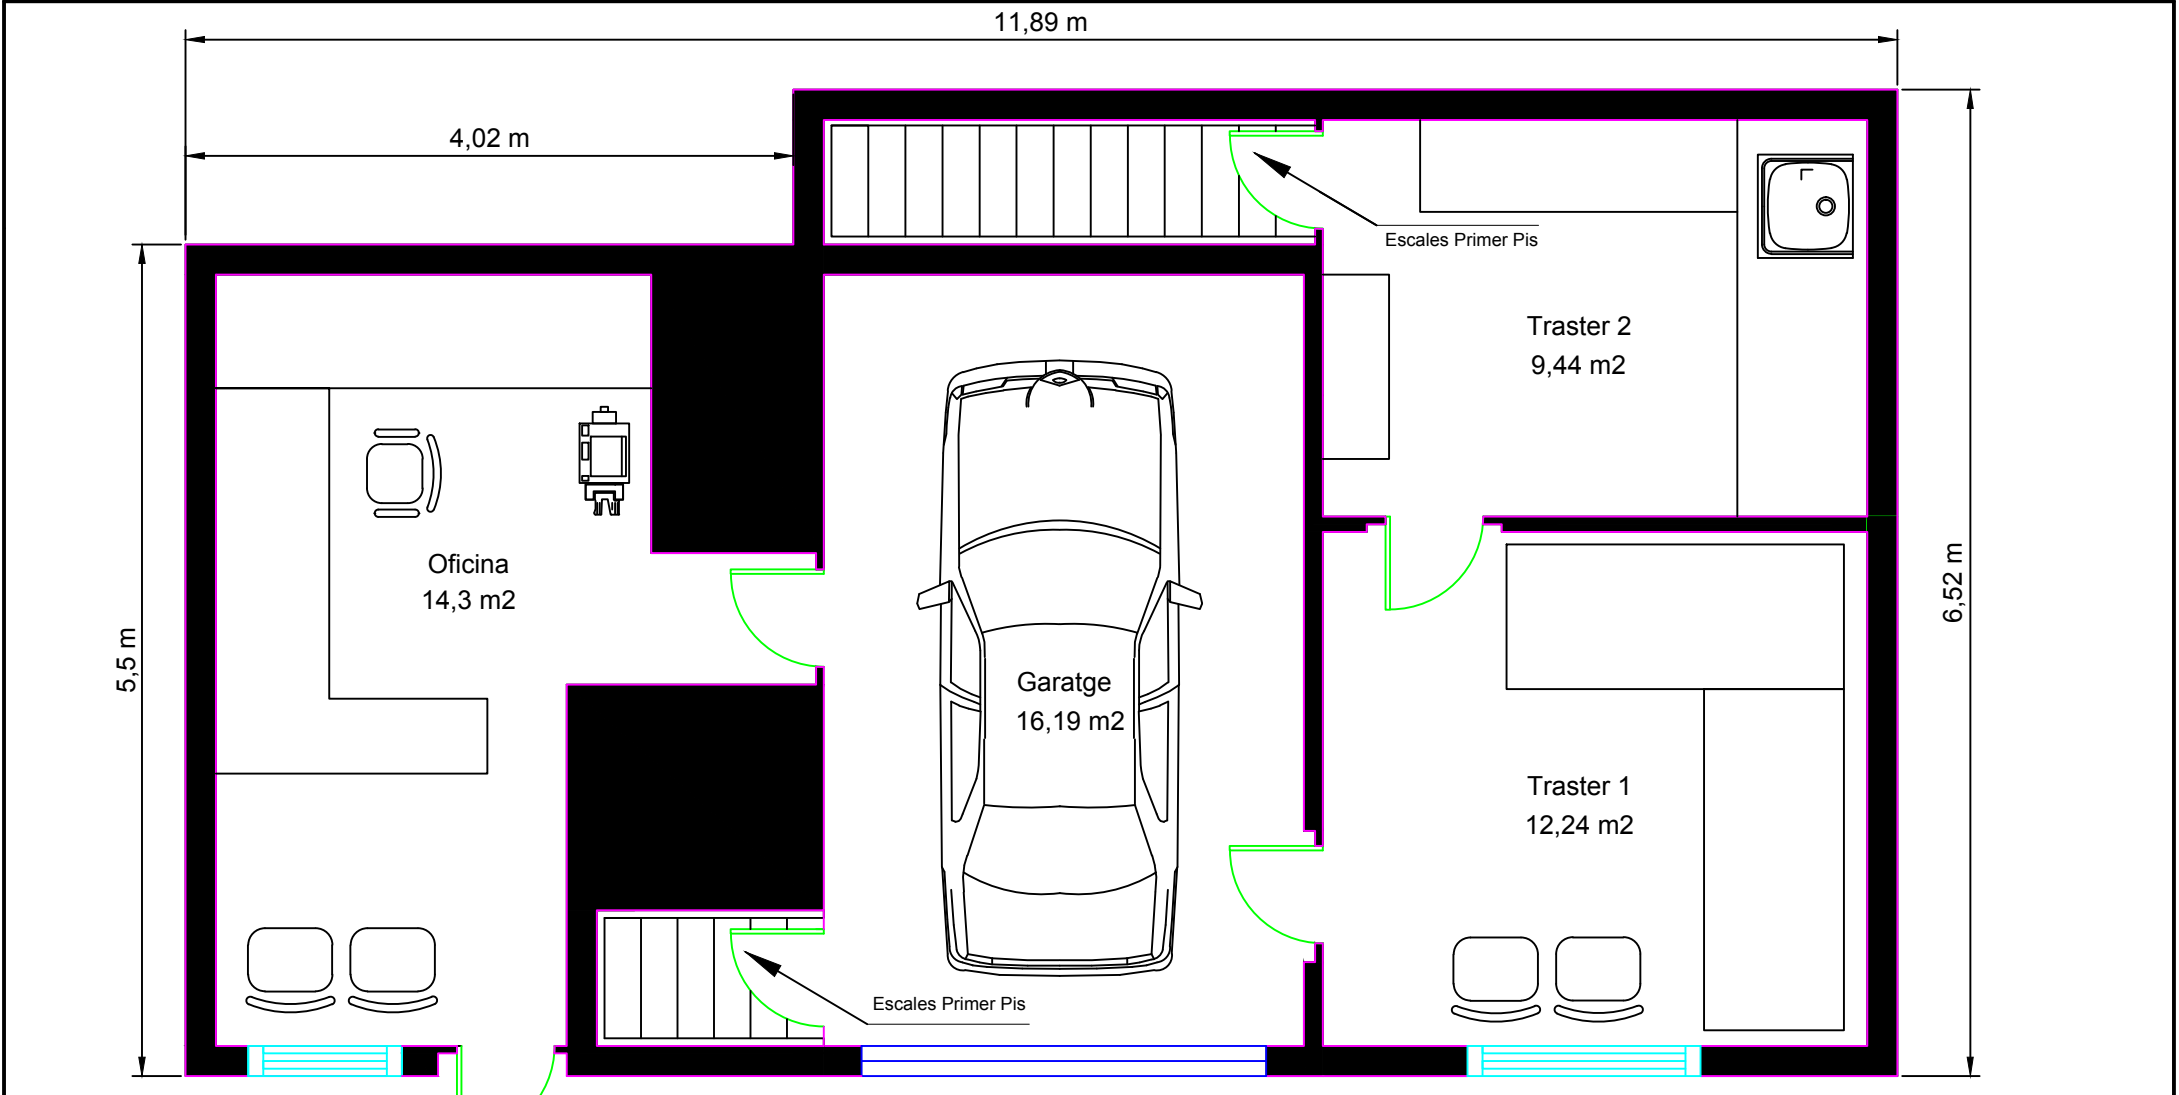 11,89 m
4,02 m
Escales Primer Pis
Traster 2
9,44 m2
Oficina
14,3 m2
6,52 m
5,5 m
Garatge
16,19 m2
Traster 1
12,24 m2
Escales Primer Pis